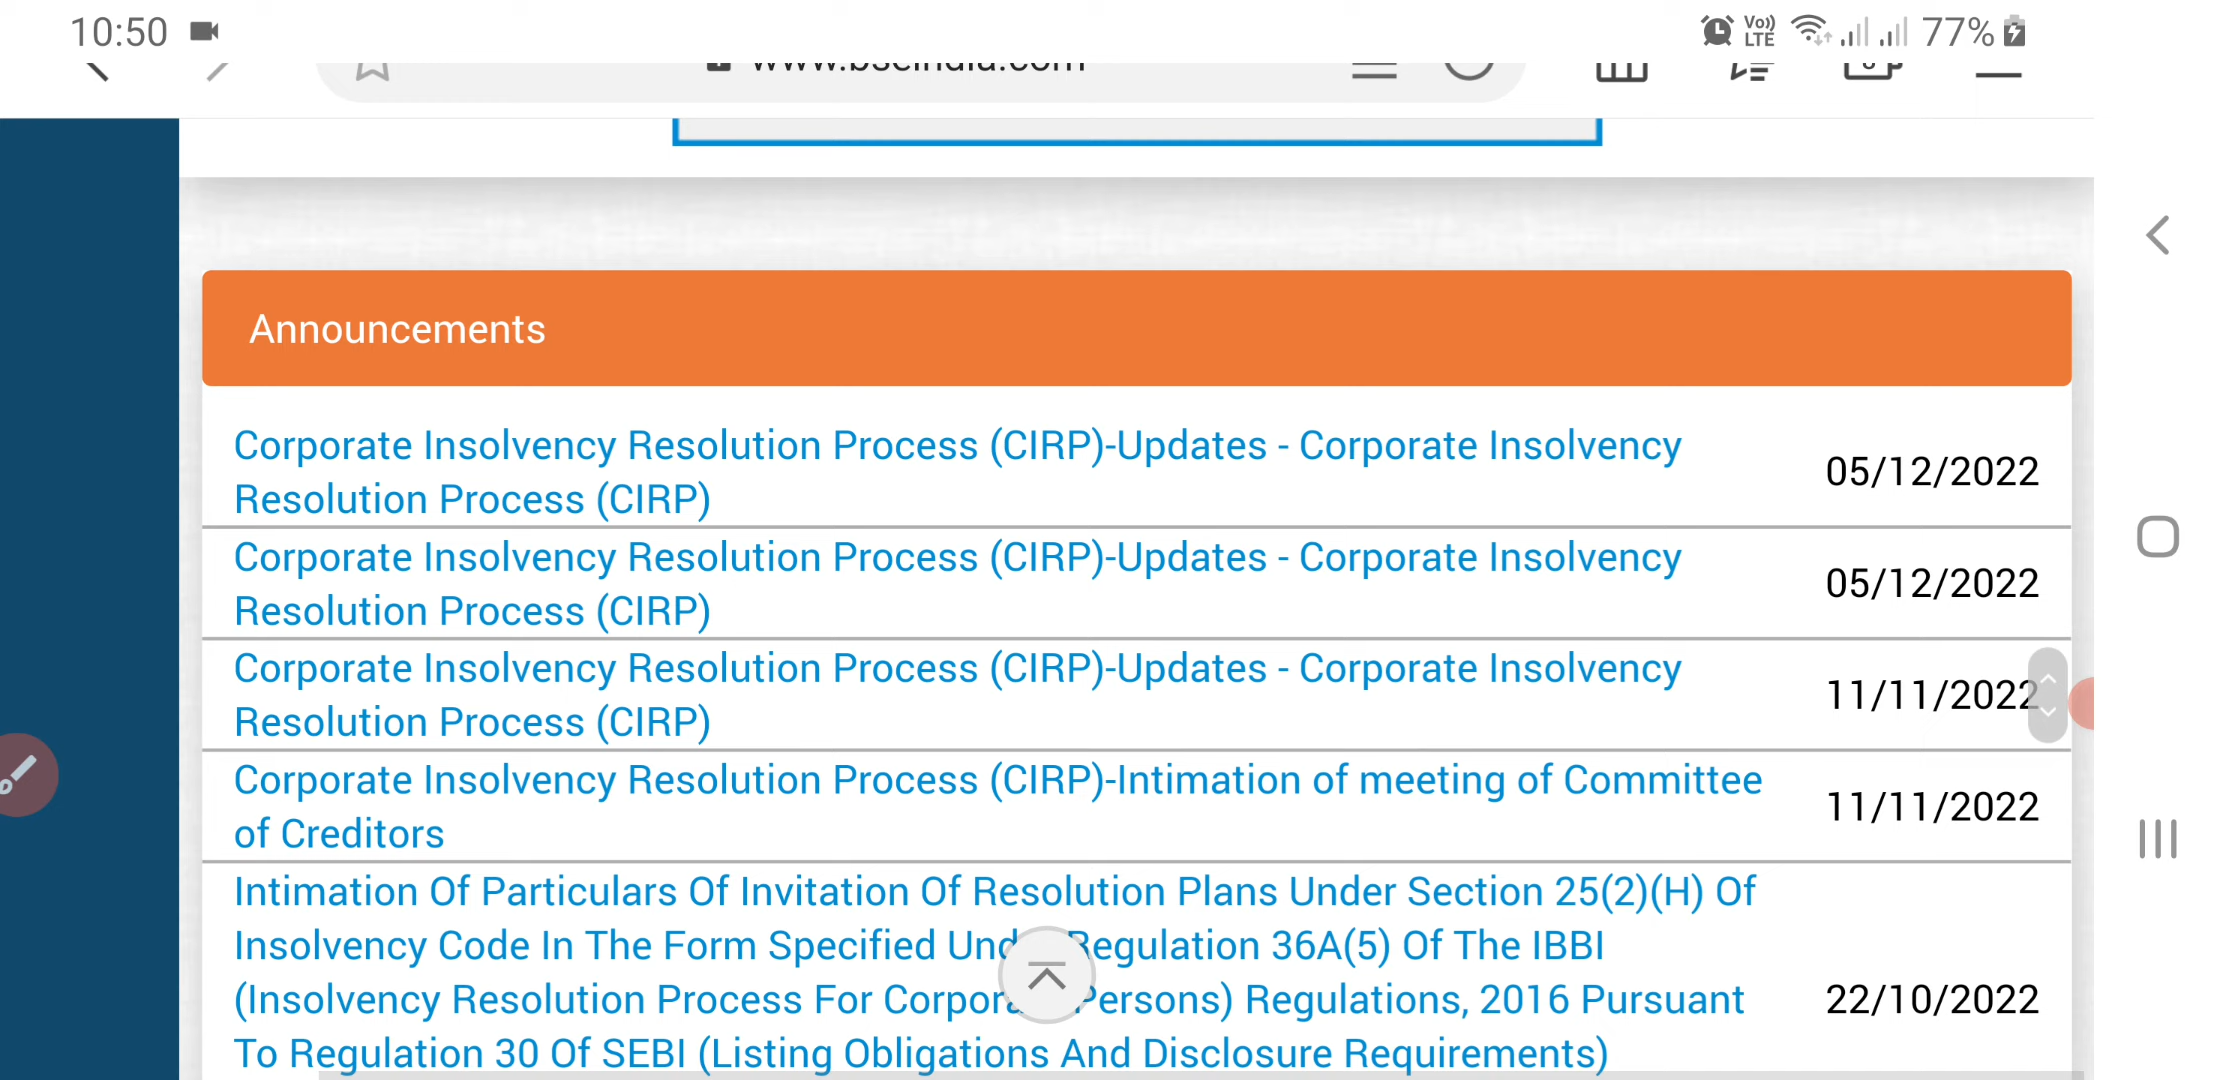 10:50
Vo))
LTE
77%
Announcements
Corporate Insolvency Resolution Process (CIRP)-Updates - Corporate Insolvency
Resolution Process (CIRP)
05/12/2022
Corporate Insolvency Resolution Process (CIRP)-Updates - Corporate Insolvency
Resolution Process (CIRP)
05/12/2022
Corporate Insolvency Resolution Process (CIRP)-Updates - Corporate Insolvency
Resolution Process (CIRP)
11/11/2022
Corporate Insolvency Resolution Process (CIRP)-Intimation of meeting of Committee
of Creditors
11/11/2022
Intimation Of Particulars Of Invitation Of Resolution Plans Under Section 25(2)(H) Of
Insolvency Code In The Form Specified Regulation 36A(5) Of The IBBI
(Insolvency Resolution Process For Persons) Regulations, 2016 Pursuant
To Regulation 30 Of SEBI (Listing Obligations And Disclosure Requirements)
22/10/2022